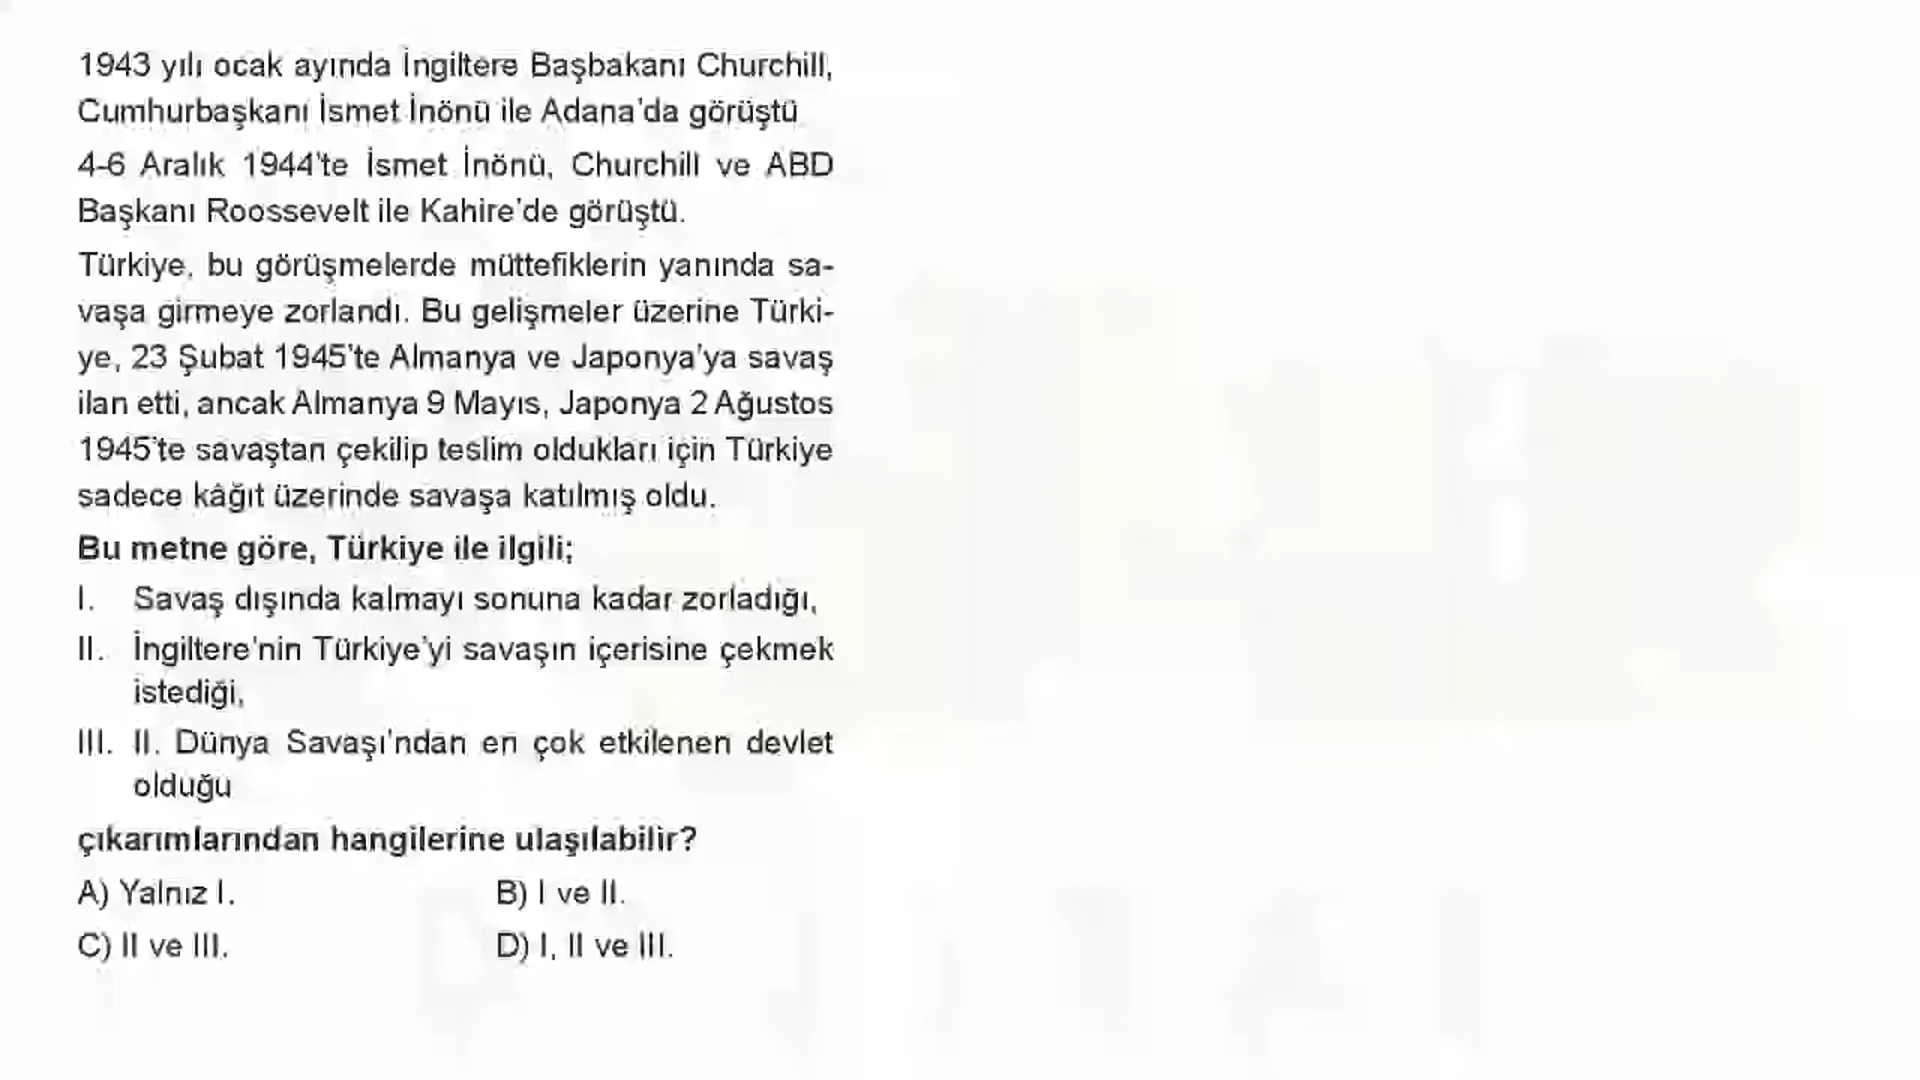 1943 yılı ocak ayında İngiltere Başbakanı Churchill,
Cumhurbaşkanı İsmet İnönü ile Adana'da görüştü
4-6 Aralık 1944'te İsmet İnönü, Churchill ve ABD
Başkanı Roossevelt ile Kahire'de görüştü.
Türkiye, bu görüşmelerde müttefiklerin yanında sa-
vaşa girmeye zorlandı. Bu gelişmeler üzerine Türki-
ye, 23 Şubat 1945'te Almanya ve Japonya'ya savaş
ilan etti, ancak Almanya 9 Mayıs, Japonya 2 Ağustos
1945'te savaştan çekilip teslim oldukları için Türkiye
sadece kâğıt üzerinde savaşa katılmış oldu.
Bu metne göre, Türkiye ile ilgili;
I. Savaş dışında kalmayı sonuna kadar zorladığı,
II. İngiltere'nin Türkiye'yi savaşın içerisine çekmek
istediği,
III. II. Dünya Savaşı'ndan en çok etkilenen devlet
olduğu
çıkarımlarından hangilerine ulaşılabilir?
A) Yalnız I. B) I ve II.
C) II ve III. D) I, II ve III.